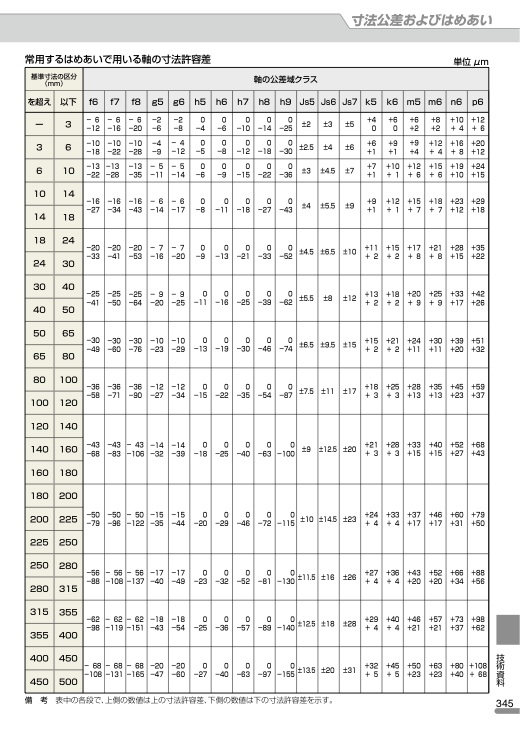 寸法公差およびはめあい
常用するはめあいで用いる軸の寸法許容差
単位 μm
基準寸法の区分 (mm) 軸の公差域クラス
を超え 以下 f6 f7 f8 g5 g6 h5 h6 h7 h8 h9 Js5 Js6 Js7 k5 k6 m5 m6 n6 p6
ー 3 − 6 − 6 − 6 −2 −2 0 0 0 0 0 ±2 ±3 ±5 +4 +6 +6 +8 +10 +12
−12 −16 −20 −6 −8 −4 −6 −10 −14 −25 0 0 +2 +2 + 4 + 6
3 6 −10 −10 −10 −4 − 4 0 0 0 0 0 ±2.5 ±4 ±6 +6 +9 +9 +12 +16 +20
−18 −22 −28 −9 −12 −5 −8 −12 −18 −30 +1 +1 +4 + 4 + 8 +12
6 10 −13 −13 −13 − 5 − 5 0 0 0 0 0 ±3 ±4.5 ±7 +7 +10 +12 +15 +19 +24
−22 −28 −35 −11 −14 −6 −9 −15 −22 −36 +1 + 1 + 6 + 6 +10 +15
10 14
−16 −16 −16 − 6 − 6 0 0 0 0 0 ±4 ±5.5 ±9 +9 +12 +15 +18 +23 +29
−27 −34 −43 −14 −17 −8 −11 −18 −27 −43 +1 + 1 + 7 + 7 +12 +18
14 18
18 24
−20 −20 −20 − 7 − 7 0 0 0 0 0 ±4.5 ±6.5 ±10 +11 +15 +17 +21 +28 +35
−33 −41 −53 −16 −20 −9 −13 −21 −33 −52 + 2 + 2 + 8 + 8 +15 +22
24 30
30 40
−25 −25 −25 − 9 − 9 0 0 0 0 0 ±5.5 ±8 ±12 +13 +18 +20 +25 +33 +42
−41 −50 −64 −20 −25 −11 −16 −25 −39 −62 + 2 + 2 + 9 + 9 +17 +26
40 50
50 65
−30 −30 −30 −10 −10 0 0 0 0 0 ±6.5 ±9.5 ±15 +15 +21 +24 +30 +39 +51
−49 −60 −76 −23 −29 −13 −19 −30 −46 −74 + 2 + 2 +11 +11 +20 +32
65 80
80 100
−36 −36 −36 −12 −12 0 0 0 0 0 ±7.5 ±11 ±17 +18 +25 +28 +35 +45 +59
−58 −71 −90 −27 −34 −15 −22 −35 −54 −87 + 3 + 3 +13 +13 +23 +37
100 120
120 140
140 160 −43 −43 − 43 −14 −14 0 0 0 0 0 ±9 ±12.5 ±20 +21 +28 +33 +40 +52 +68
−68 −83 −106 −32 −39 −18 −25 −40 −63 −100 + 3 + 3 +15 +15 +27 +43
160 180
180 200
200 225 −50 −50 − 50 −15 −15 0 0 0 0 0 ±10 ±14.5 ±23 +24 +33 +37 +46 +60 +79
−79 −96 −122 −35 −44 −20 −29 −46 −72 −115 + 4 + 4 +17 +17 +31 +50
225 250
250 280
−56 − 56 − 56 −17 −17 0 0 0 0 0 ±11.5 ±16 ±26 +27 +36 +43 +52 +66 +88
−88 −108 −137 −40 −49 −23 −32 −52 −81 −130 + 4 + 4 +20 +20 +34 +56
280 315
315 355
−62 − 62 − 62 −18 −18 0 0 0 0 0 ±12.5 ±18 ±28 +29 +40 +46 +57 +73 +98
−98 −119 −151 −43 −54 −25 −36 −57 −89 −140 + 4 + 4 +21 +21 +37 +62
355 400
400 450
− 68 − 68 − 68 −20 −20 0 0 0 0 0 ±13.5 ±20 ±31 +32 +45 +50 +63 +80 +108
−108 −131 −165 −47 −60 −27 −40 −63 −97 −155 + 5 + 5 +23 +23 +40 + 68
450 500
備 考 表中の各段で、上側の数値は上の寸法許容差、下側の数値は下の寸法許容差を示す。
技術資料
345